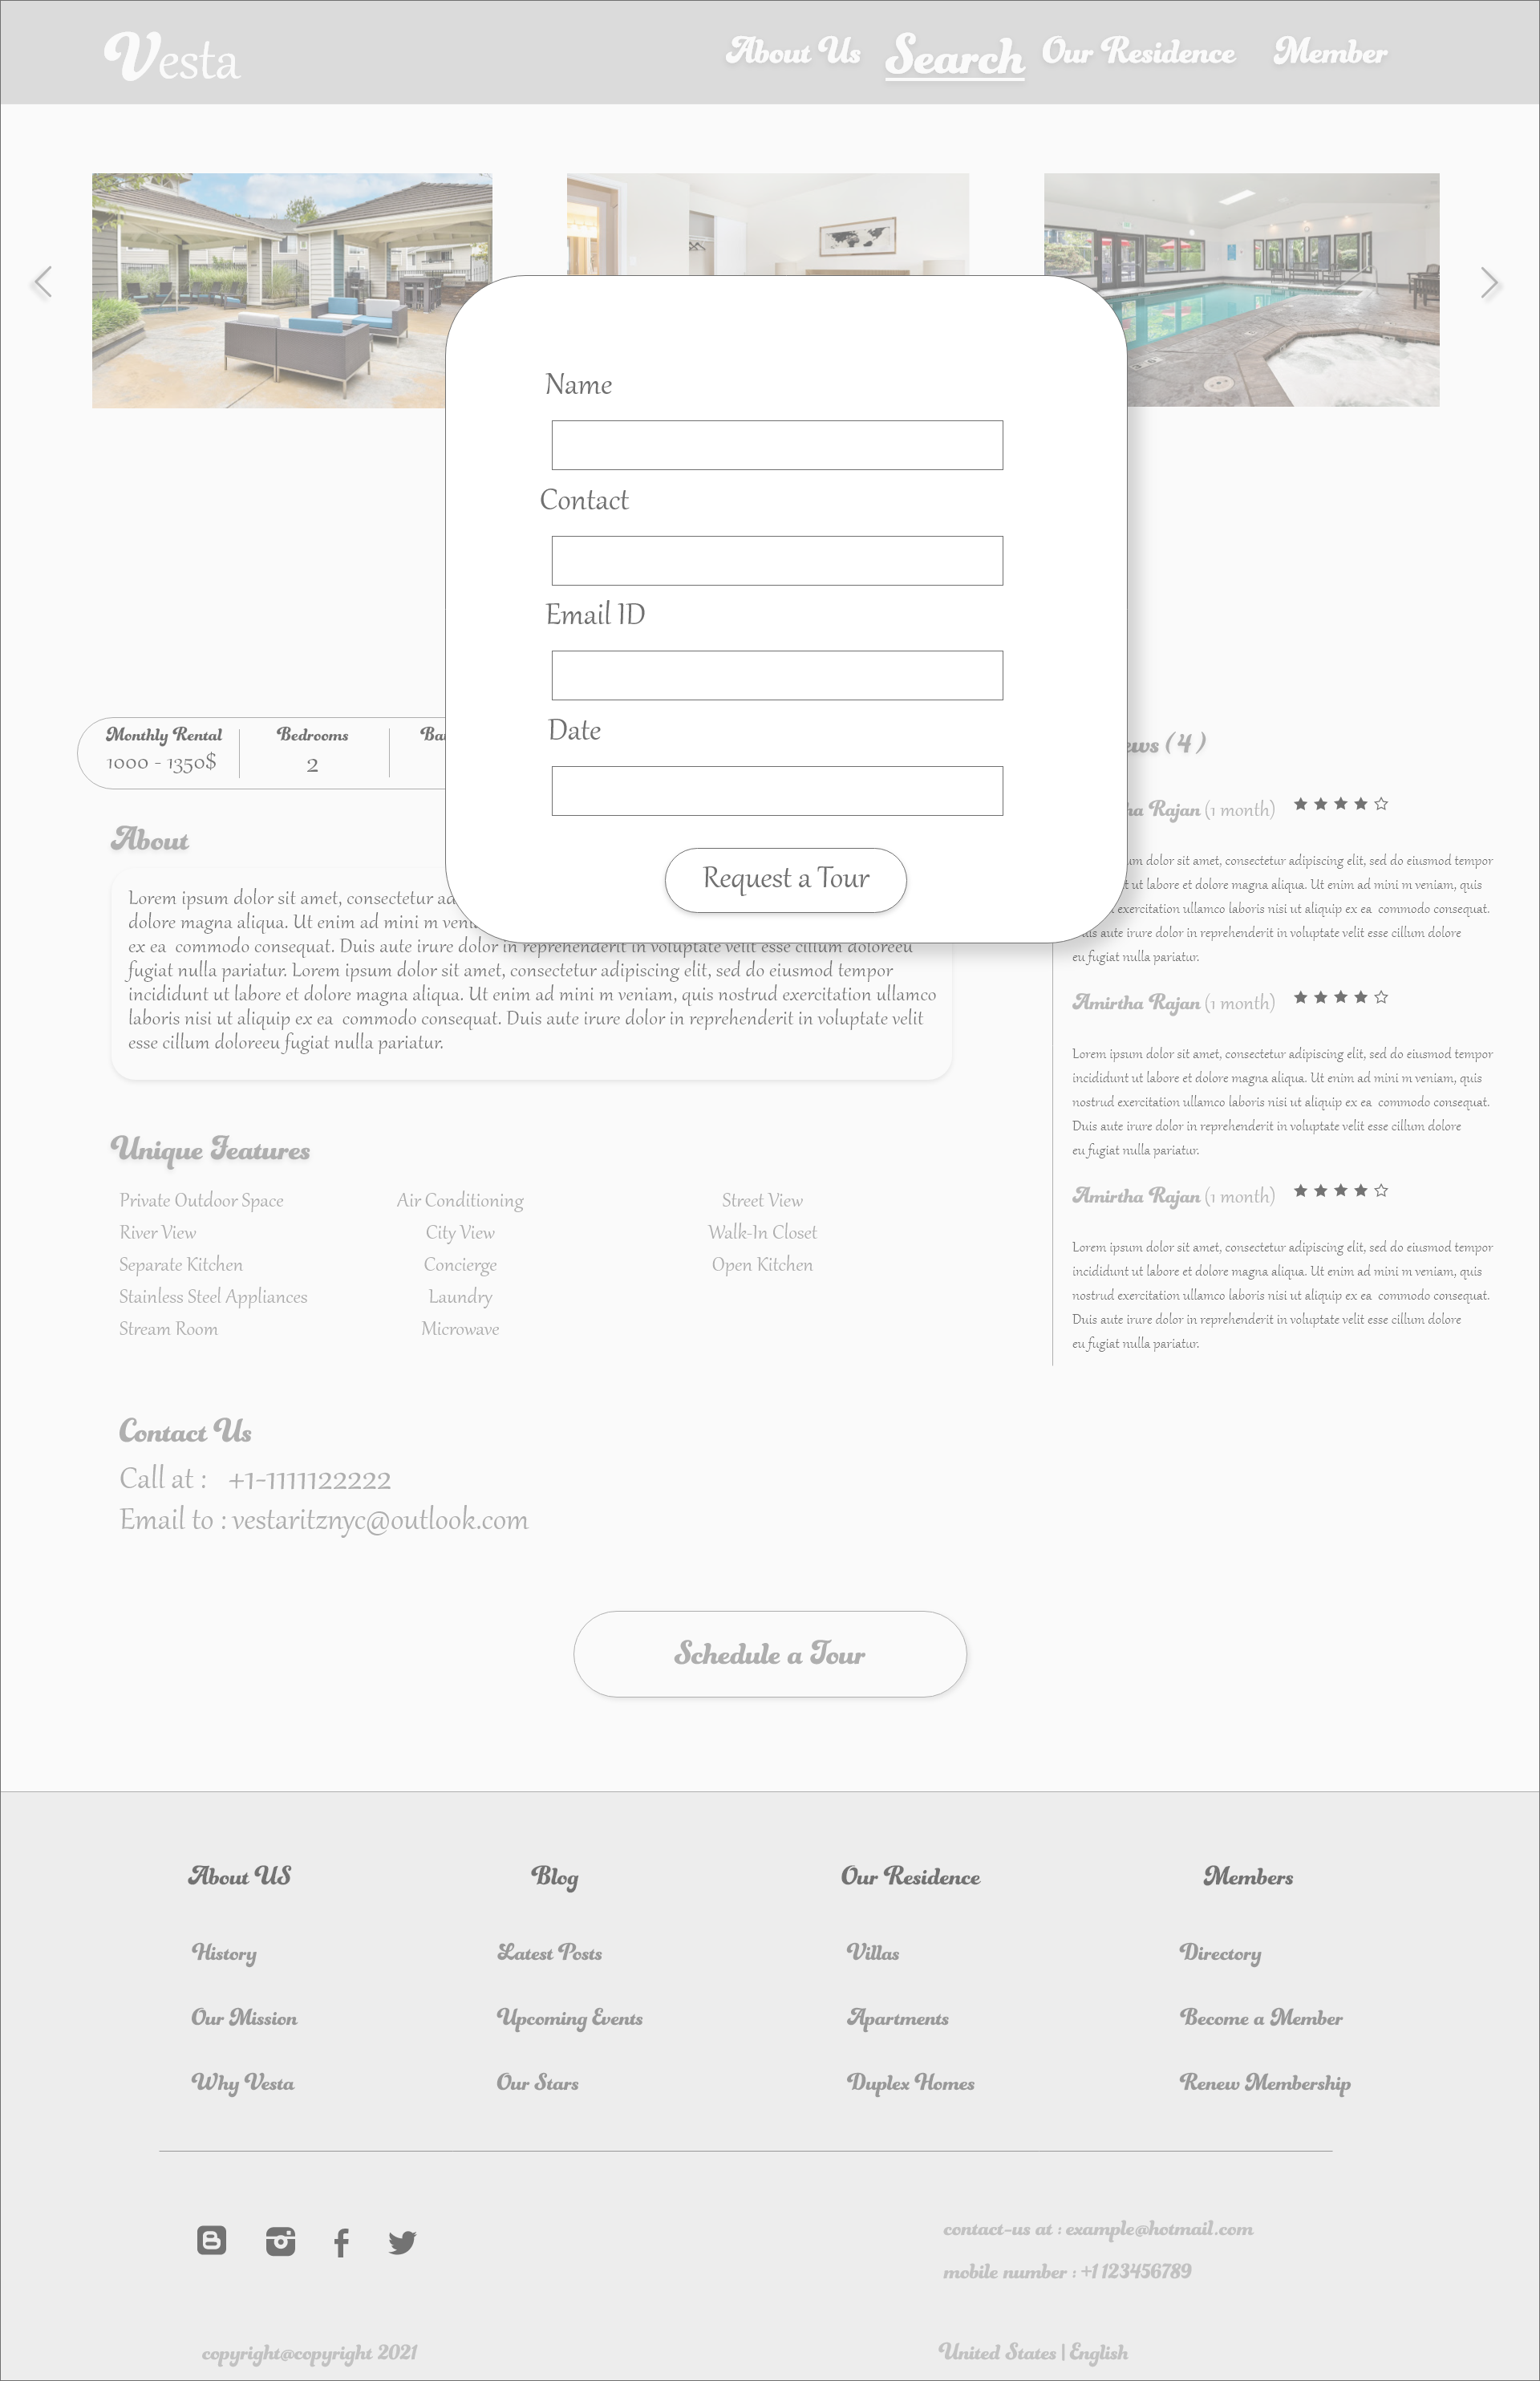 Vesta
About Us Search Our Residence Member
Name
Contact
Email ID
Date
Request a Tour
Monthly Rental
1000 - 1350$
Bedrooms
2
About
Lorem ipsum dolor sit amet, consectetur
dolore magna aliqua. Ut enim ad mini m
ex ea commodo consequat. Duis aute irure dolor in reprehenderit in voluptate velit esse cillum doloreeu
fugiat nulla pariatur. Lorem ipsum dolor sit amet, consectetur adipiscing elit, sed do eiusmod tempor
incididunt ut labore et dolore magna aliqua. Ut enim ad mini m veniam, quis nostrud exercitation ullamco
laboris nisi ut aliquip ex ea commodo consequat. Duis aute irure dolor in reprehenderit in voluptate velit
esse cillum doloreeu fugiat nulla pariatur.
Unique Features
Private Outdoor Space
River View
Separate Kitchen
Stainless Steel Appliances
Stream Room
Air Conditioning
City View
Concierge
Laundry
Microwave
Street View
Walk-In Closet
Open Kitchen
Contact Us
Call at : +1-1111122222
Email to : vestaritznyc@outlook.com
(4)
Rajan (1 month)
dolor sit amet, consectetur adipiscing elit, sed do eiusmod tempor
ut labore et dolore magna aliqua. Ut enim ad mini m veniam, quis
exercitation ullamco laboris nisi ut aliquip ex ea commodo consequat.
aute irure dolor in reprehenderit in voluptate velit esse cillum dolore
eu fugiat nulla pariatur.
Amirtha Rajan (1 month)
Lorem ipsum dolor sit amet, consectetur adipiscing elit, sed do eiusmod tempor
incididunt ut labore et dolore magna aliqua. Ut enim ad mini m veniam, quis
nostrud exercitation ullamco laboris nisi ut aliquip ex ea commodo consequat.
Duis aute irure dolor in reprehenderit in voluptate velit esse cillum dolore
eu fugiat nulla pariatur.
Amirtha Rajan (1 month)
Lorem ipsum dolor sit amet, consectetur adipiscing elit, sed do eiusmod tempor
incididunt ut labore et dolore magna aliqua. Ut enim ad mini m veniam, quis
nostrud exercitation ullamco laboris nisi ut aliquip ex ea commodo consequat.
Duis aute irure dolor in reprehenderit in voluptate velit esse cillum dolore
eu fugiat nulla pariatur.
Schedule a Tour
About US
History
Our Mission
Why Vesta
Blog
Latest Posts
Upcoming Events
Our Stars
Our Residence
Villas
Apartments
Duplex Homes
Members
Directory
Become a Member
Renew Membership
contact-us at : example@hotmail.com
mobile number : +1 123456789
copyright@copyright 2021
United States | English